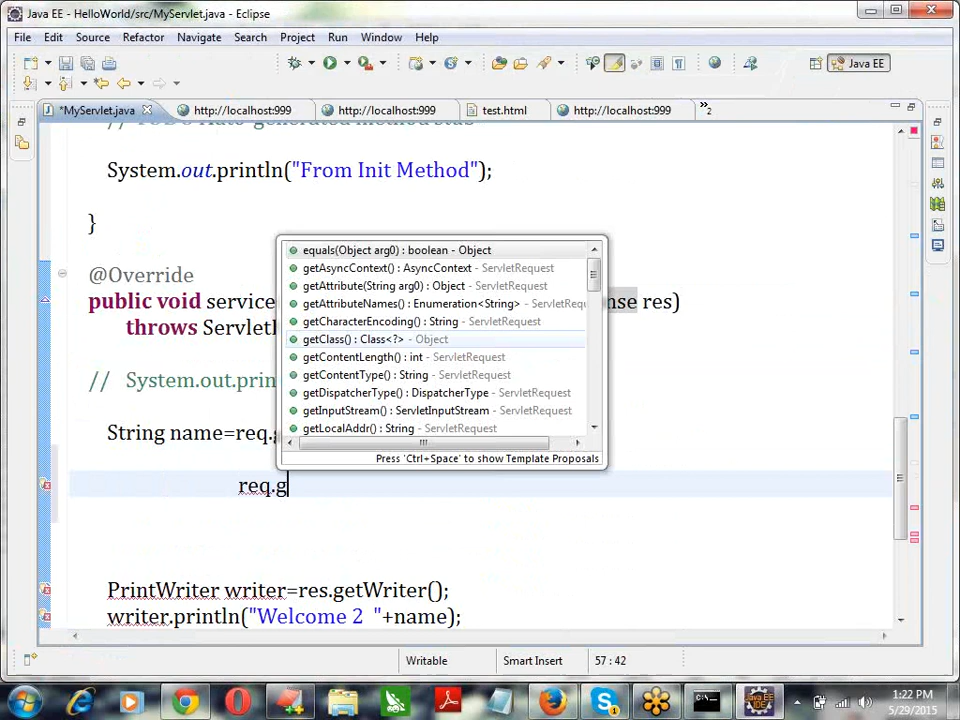 Java EE - HelloWorld/src/MyServlet.java - Eclipse
File Edit Source Refactor Navigate Search Project Run Window Help
Java EE
*MyServlet.java http://localhost:999 http://localhost:999 test.html http://localhost:999 »2
// TODO Auto-generated method stub
System.out.println("From Init Method");
}
@Override
public void service nse res)
throws Servlet
// System.out.prin
String name=req.g
req.g
equals(Object arg0) : boolean - Object
getAsyncContext() : AsyncContext - ServletRequest
getAttribute(String arg0) : Object - ServletRequest
getAttributeNames() : Enumeration<String> - ServletRequ
getCharacterEncoding() : String - ServletRequest
getClass() : Class<?> - Object
getContentLength() : int - ServletRequest
getContentType() : String - ServletRequest
getDispatcherType() : DispatcherType - ServletRequest
getInputStream() : ServletInputStream - ServletRequest
getLocalAddr() : String - ServletRequest
Press 'Ctrl+Space' to show Template Proposals
PrintWriter writer=res.getWriter();
writer.println("Welcome 2 "+name);
Writable Smart Insert 57 : 42
1:22 PM
5/29/2015